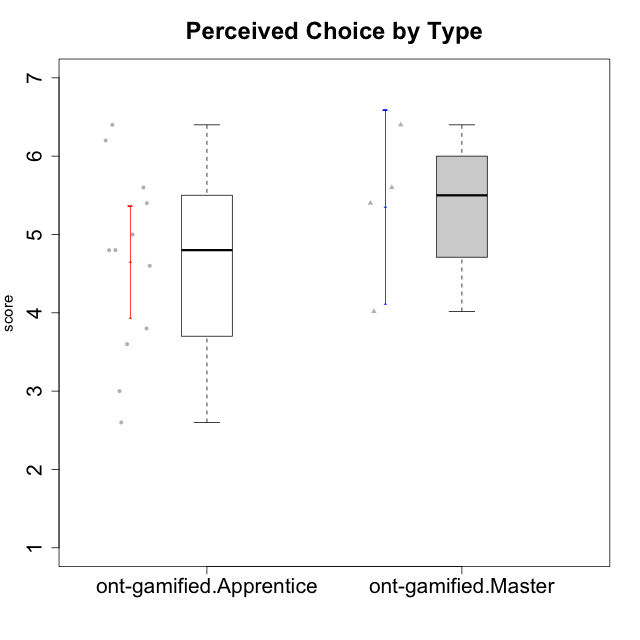 Perceived Choice by Type
7
6
5
4
3
2
1
score
ont-gamified.Apprentice
ont-gamified.Master